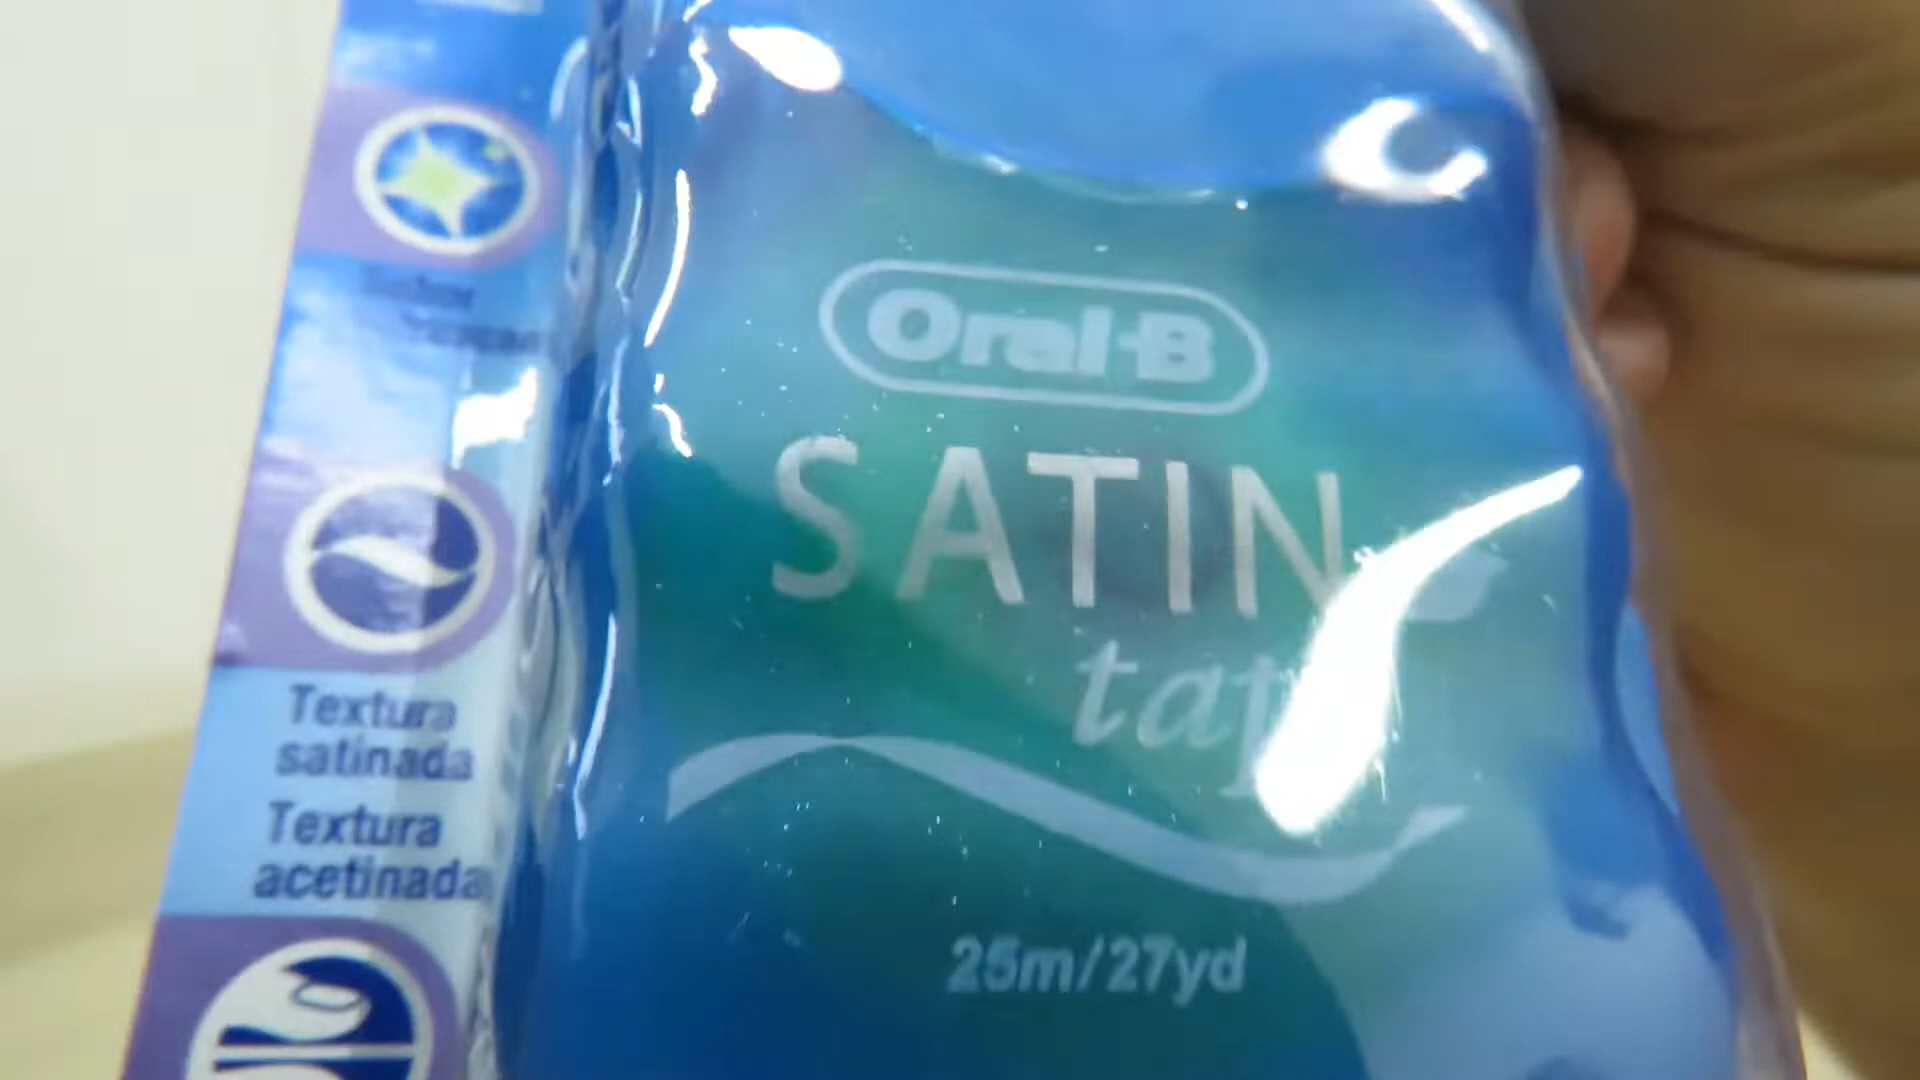 Oral-B
SATIN
25m/27yd
Textura
satinada
Textura
acetinada